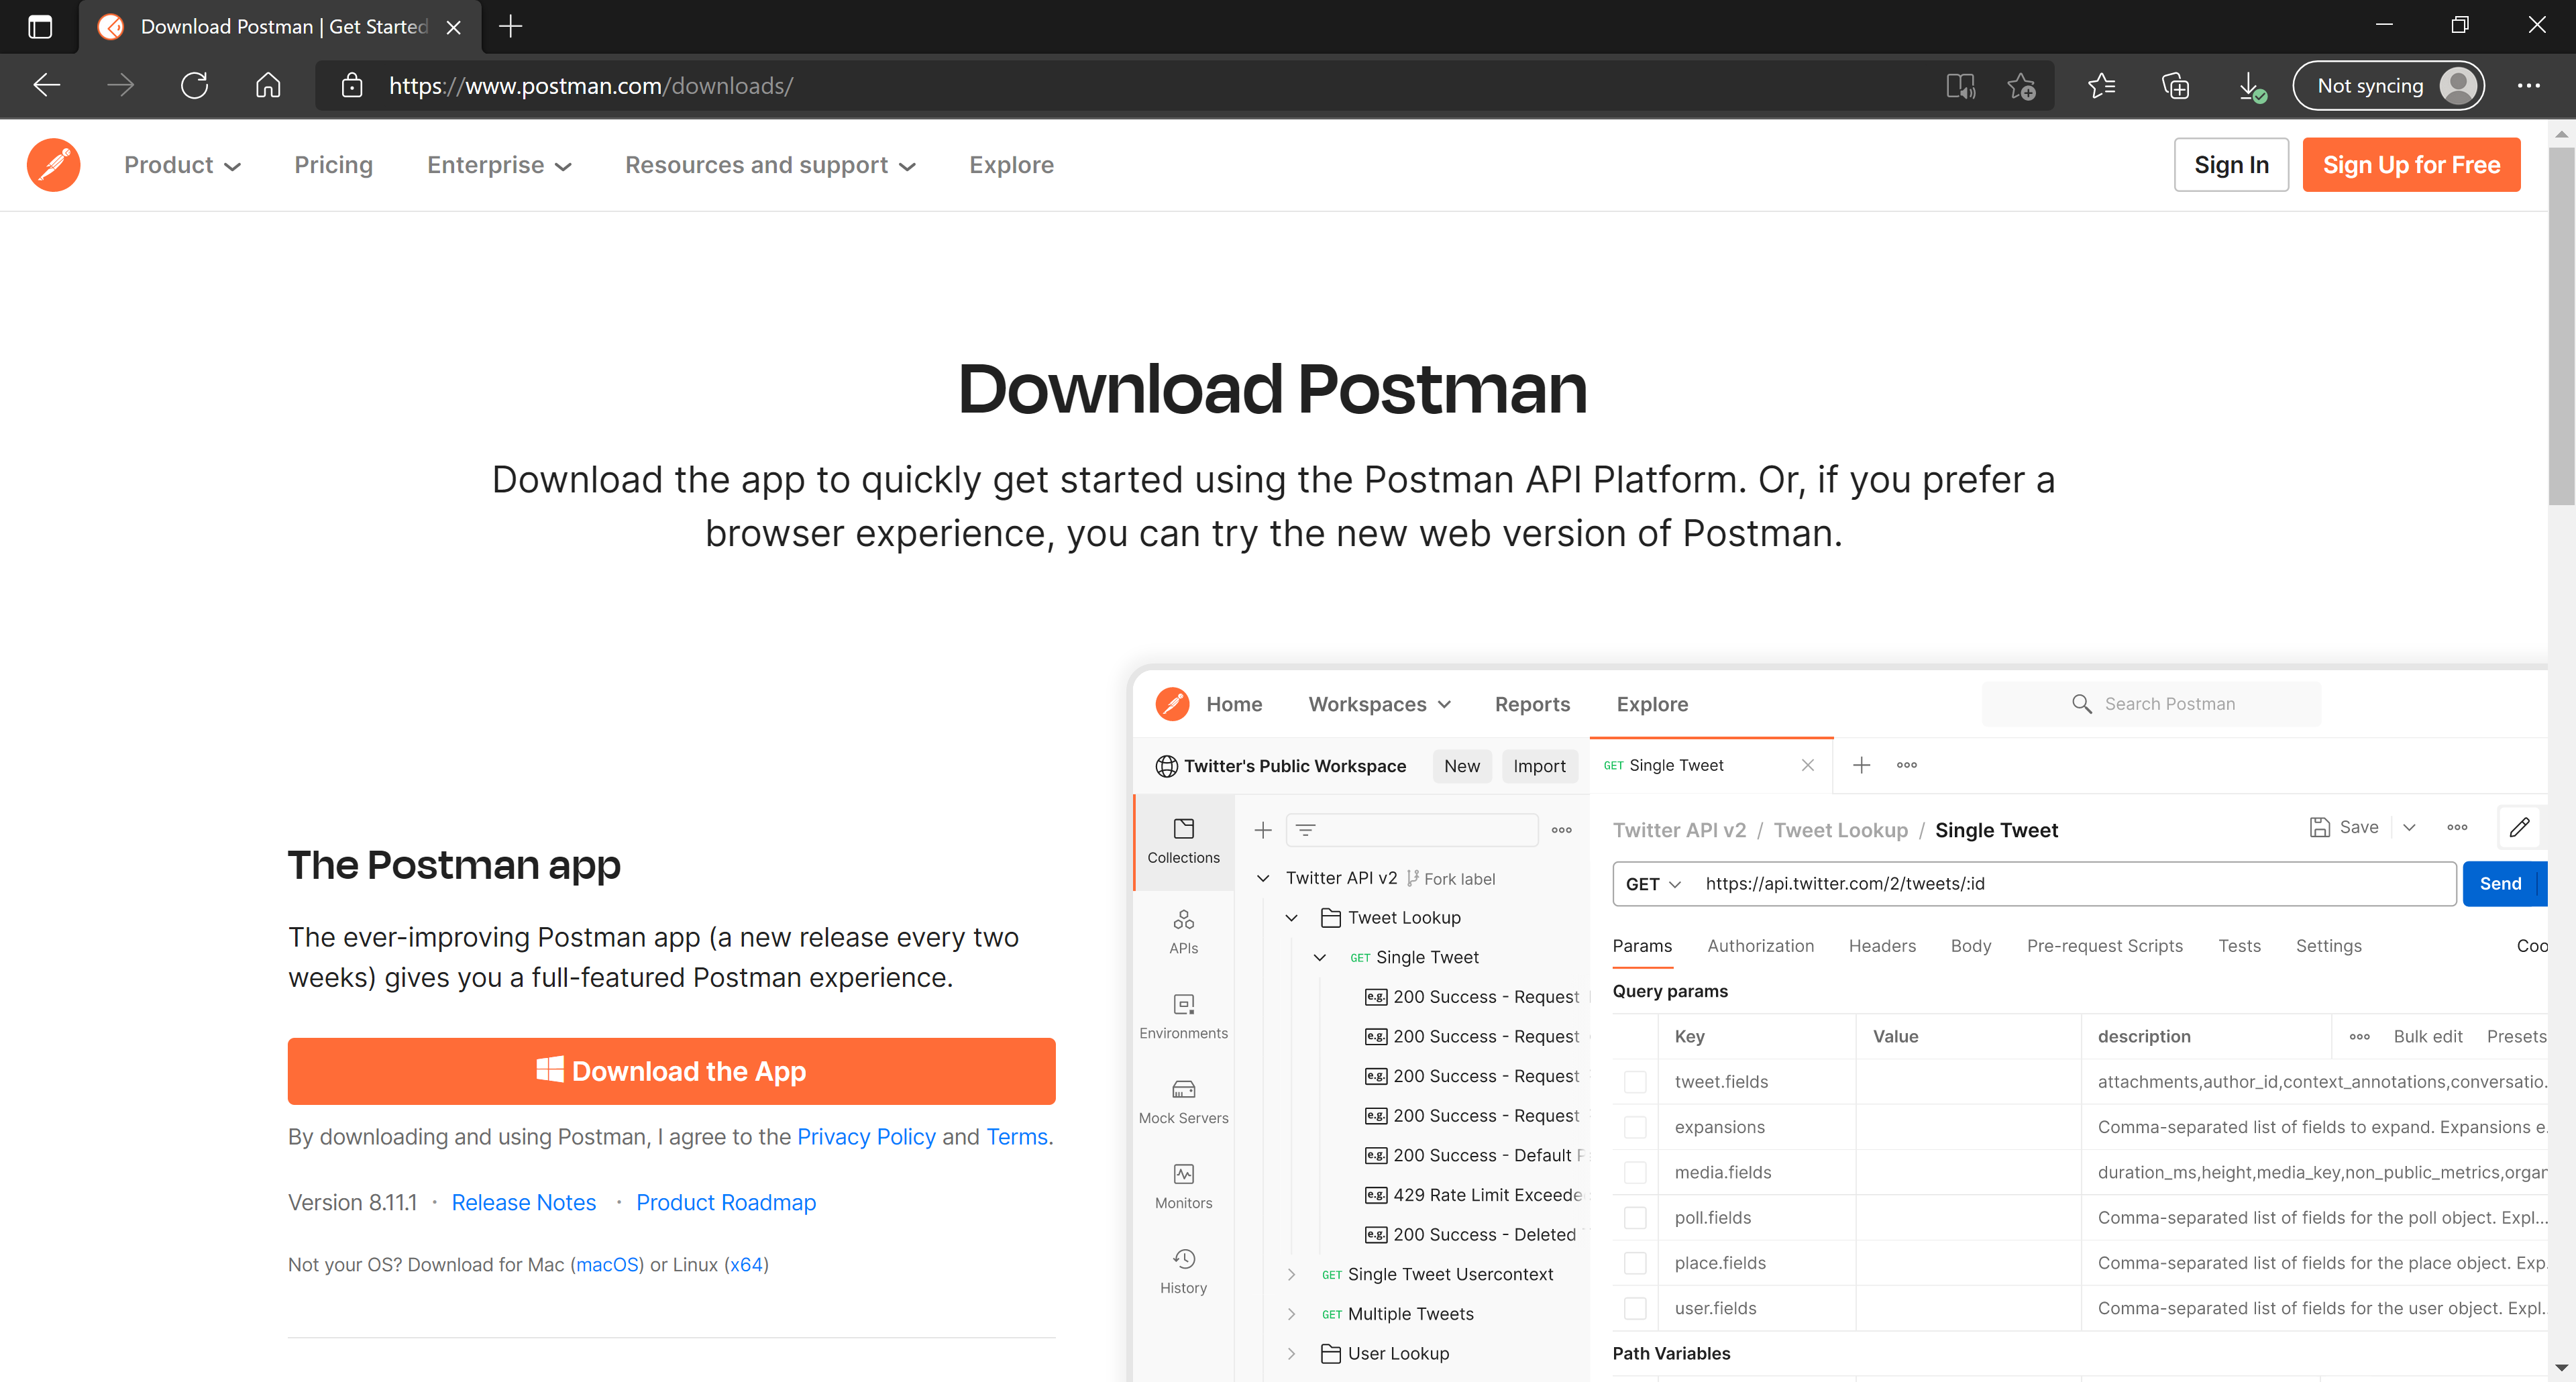 Download Postman | Get Started
https://www.postman.com/downloads/
Not syncing
Product
Pricing
Enterprise
Resources and support
Explore
Sign In
Sign Up for Free
Download Postman
Download the app to quickly get started using the Postman API Platform. Or, if you prefer a
browser experience, you can try the new web version of Postman.
The Postman app
The ever-improving Postman app (a new release every two
weeks) gives you a full-featured Postman experience.
Download the App
By downloading and using Postman, I agree to the Privacy Policy and Terms.
Version 8.11.1 · Release Notes · Product Roadmap
Not your OS? Download for Mac (macOS) or Linux (x64)
Home
Workspaces
Reports
Explore
Search Postman
Twitter's Public Workspace
New
Import
GET Single Tweet
Collections
APIs
Environments
Mock Servers
Monitors
History
Twitter API v2 Fork label
Tweet Lookup
GET Single Tweet
e.g. 200 Success - Request
e.g. 200 Success - Request
e.g. 200 Success - Request
e.g. 200 Success - Request
e.g. 200 Success - Default
e.g. 429 Rate Limit Exceede
e.g. 200 Success - Deleted
GET Single Tweet Usercontext
GET Multiple Tweets
User Lookup
Twitter API v2 / Tweet Lookup / Single Tweet
Save
GET https://api.twitter.com/2/tweets/:id
Send
Params Authorization Headers Body Pre-request Scripts Tests Settings Coo
Query params
Key Value description Bulk edit Presets
tweet.fields attachments,author_id,context_annotations,conversatio..
expansions Comma-separated list of fields to expand. Expansions e.
media.fields duration_ms,height,media_key,non_public_metrics,organ
poll.fields Comma-separated list of fields for the poll object. Expl...
place.fields Comma-separated list of fields for the place object. Exp.
user.fields Comma-separated list of fields for the user object. Expl..
Path Variables